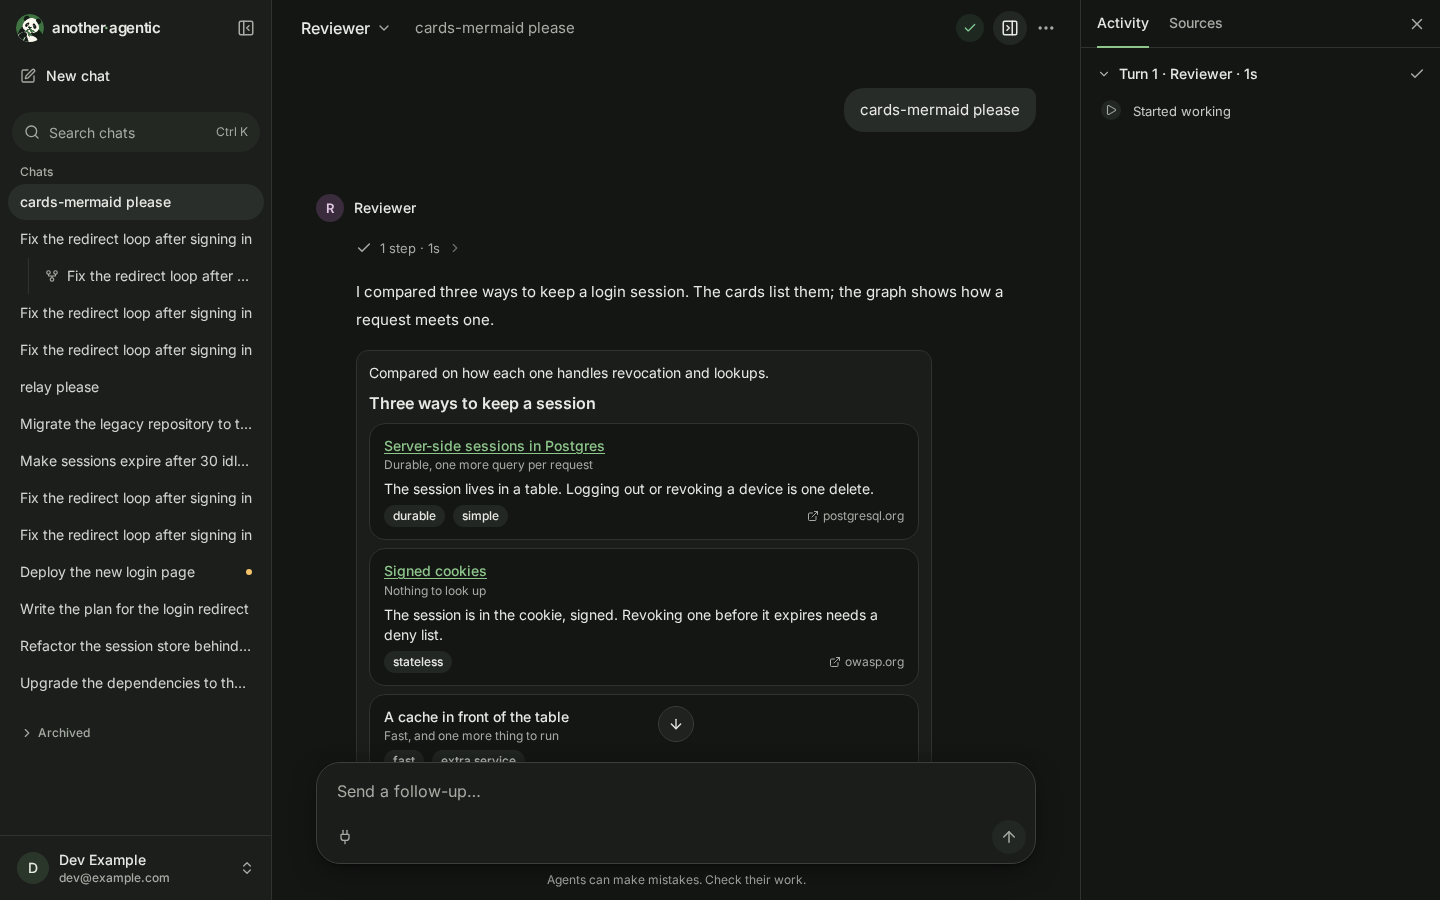 another·agentic
New chat
Search chats
Ctrl K
Chats
cards-mermaid please
Fix the redirect loop after signing in
Fix the redirect loop after ...
Fix the redirect loop after signing in
Fix the redirect loop after signing in
relay please
Migrate the legacy repository to t...
Make sessions expire after 30 idl...
Fix the redirect loop after signing in
Fix the redirect loop after signing in
Deploy the new login page
Write the plan for the login redirect
Refactor the session store behind...
Upgrade the dependencies to th...
Archived
D
Dev Example
dev@example.com
Reviewer
cards-mermaid please
cards-mermaid please
R
Reviewer
1 step · 1s
I compared three ways to keep a login session. The cards list them; the graph shows how a
request meets one.
Compared on how each one handles revocation and lookups.
Three ways to keep a session
Server-side sessions in Postgres
Durable, one more query per request
The session lives in a table. Logging out or revoking a device is one delete.
durable simple postgresql.org
Signed cookies
Nothing to look up
The session is in the cookie, signed. Revoking one before it expires needs a
deny list.
stateless owasp.org
A cache in front of the table
Fast, and one more thing to run
fast extra service
Send a follow-up...
Agents can make mistakes. Check their work.
Activity
Sources
Turn 1 · Reviewer · 1s
Started working